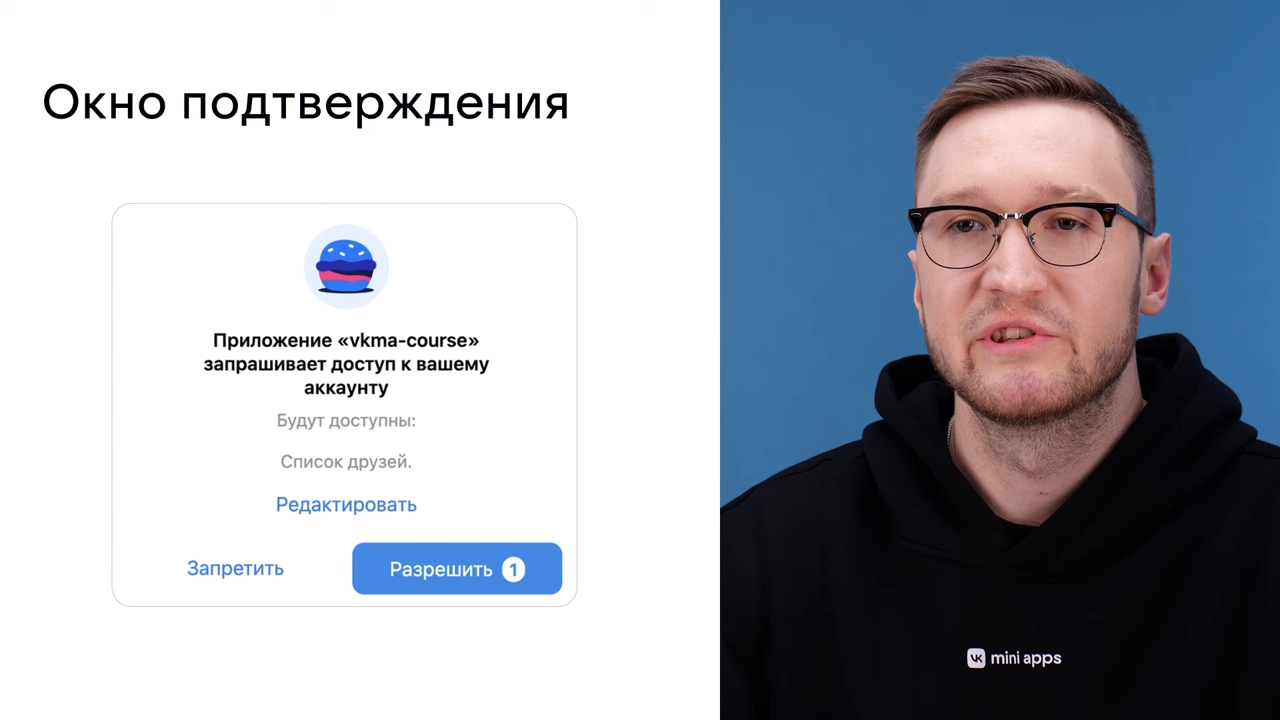 Окно подтверждения
Приложение «vkma-course»
запрашивает доступ к вашему
аккаунту
Будут доступны:
Список друзей.
Редактировать
Запретить
Разрешить 1
VK mini apps